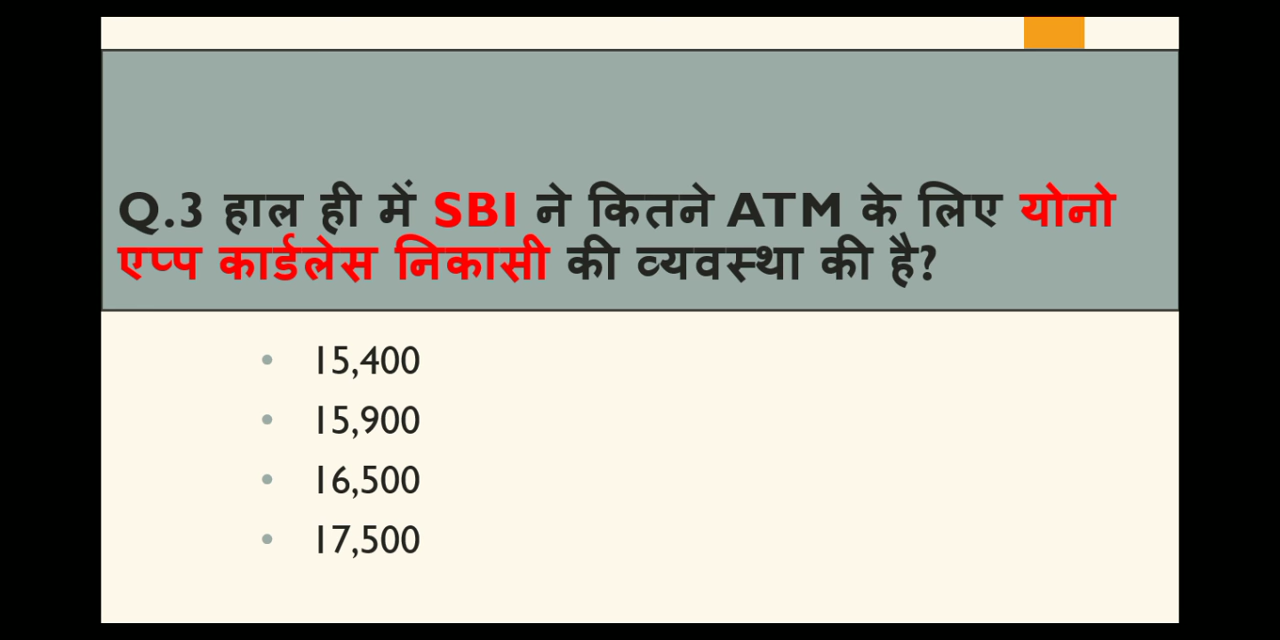 Q.3 हाल ही में SBI ने कितने ATM के लिए योनो
एप्प कार्डलेस निकासी की व्यवस्था की है?
• 15,400
• 15,900
• 16,500
• 17,500